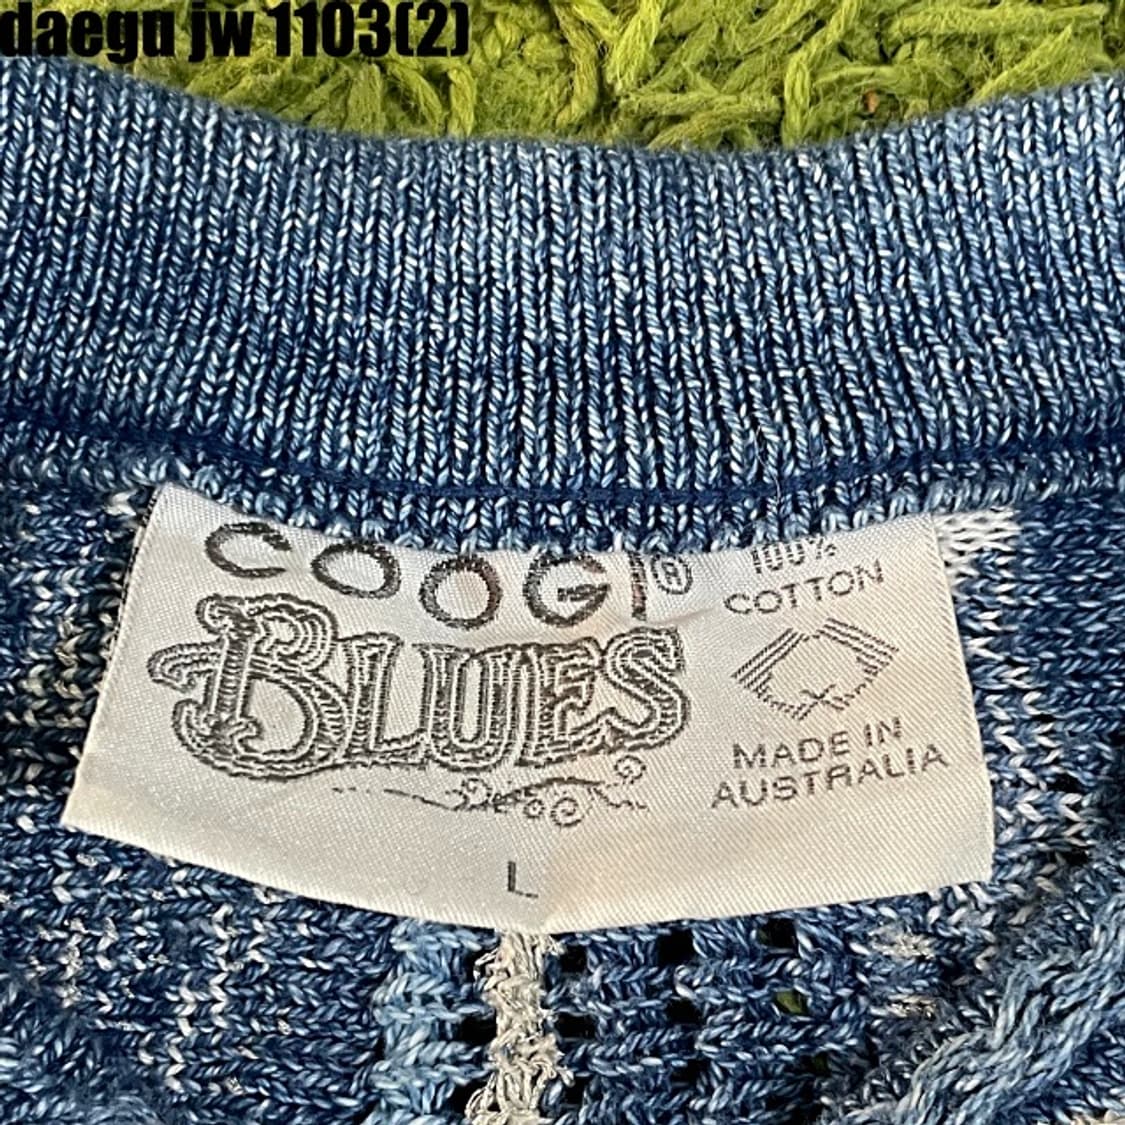 daegu jw 1103(2)
COOGI®
BLUES
100%
COTTON
MADE IN
AUSTRALIA
L